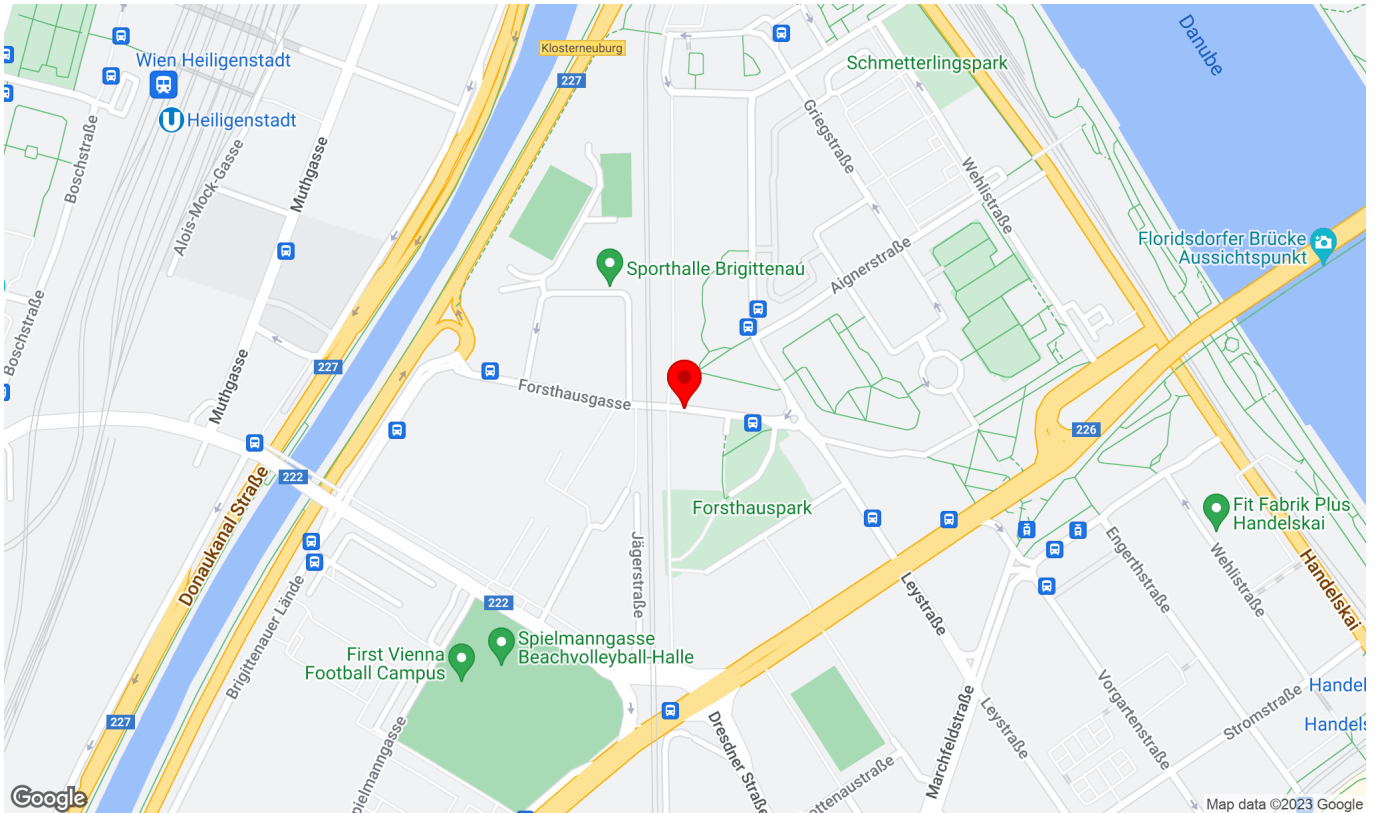 Klosterneuburg
Danube
Wien Heiligenstadt
227
Schmetterlingspark
Heiligenstadt
Griegstraße
Muthgasse
Boschstraße
Alois-Mock-Gasse
Wehlistraße
Floridsdorfer Brücke
Aussichtspunkt
Sporthalle Brigittenau
Aignerstraße
Boschstraße
227
Muthgasse
Forsthausgasse
226
222
Donaukanal Straße
Forsthauspark
Fit Fabrik Plus
Handelskai
Jägerstraße
Engerthstraße
Wehlistraße
Handelskai
Leystraße
222
Brigittenauer Lände
Spielmanngasse
Beachvolleyball-Halle
First Vienna
Football Campus
Handel
Vorgartenstraße
Stromstraße
Handels
227
Leystraße
Marchfeldstraße
Dresdner Straße
pielmanngasse
ottenaustraße
Google
Map data ©2023 Google